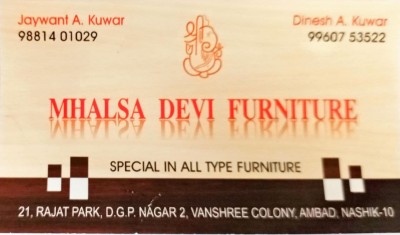 Jaywant A. Kuwar
98814 01029
Dinesh A. Kuwar
99607 53522
MHALSA DEVI FURNITURE
SPECIAL IN ALL TYPE FURNITURE
21, RAJAT PARK, D.G.P. NAGAR 2, VANSHREE COLONY, AMBAD, NASHIK-10